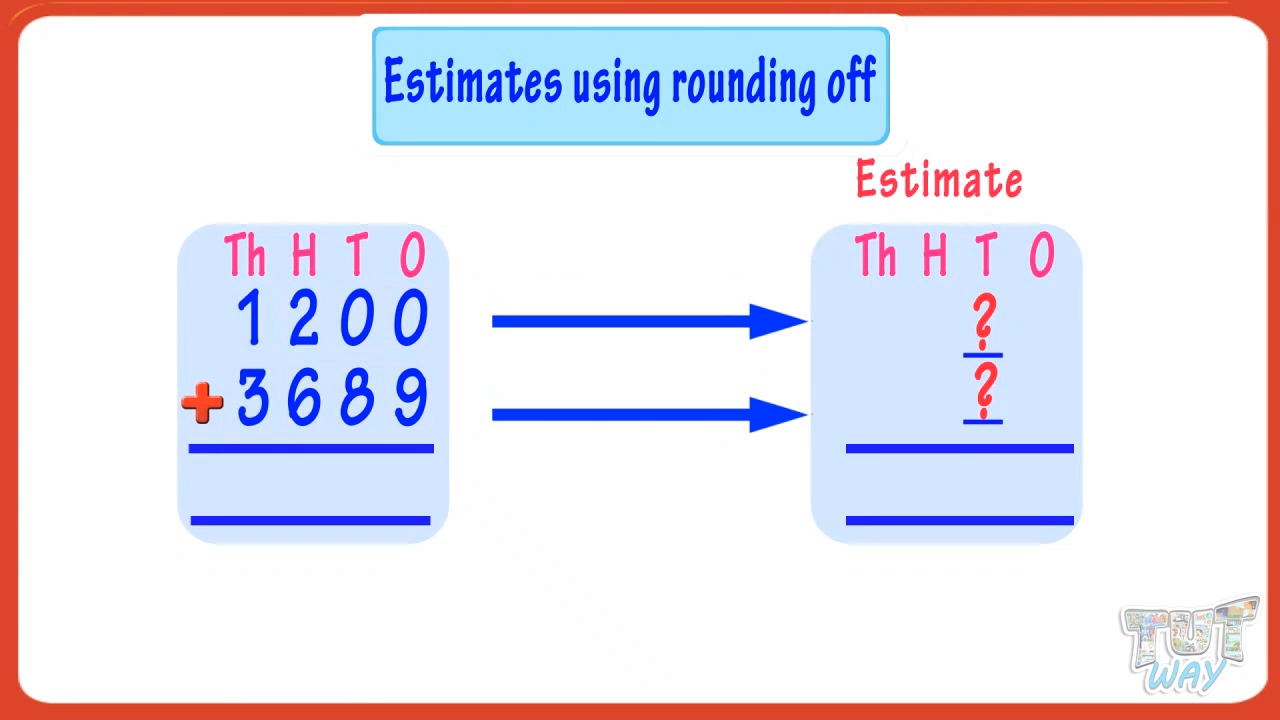 Estimates using rounding off
Estimate
Th H T O
1 2 0 0
+ 3 6 8 9
Th H T O
?
?
TUT
WAY